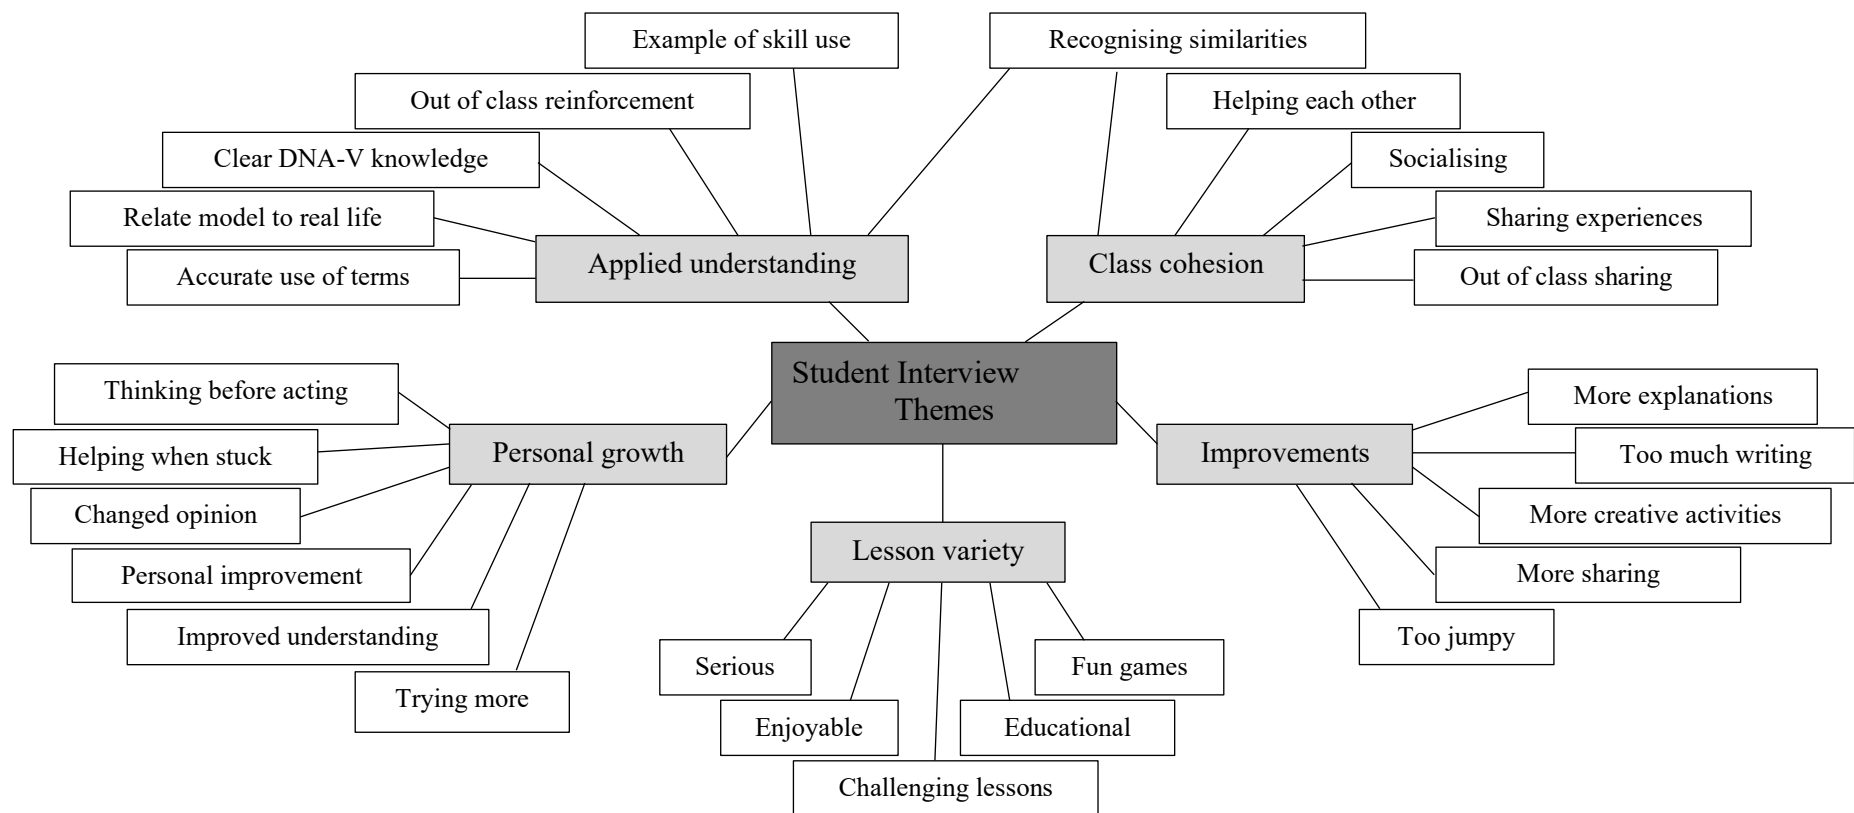 Example of skill use
Recognising similarities
Out of class reinforcement
Helping each other
Clear DNA-V knowledge
Socialising
Relate model to real life
Sharing experiences
Accurate use of terms
Applied understanding
Class cohesion
Out of class sharing
Student Interview
Themes
Thinking before acting
More explanations
Helping when stuck
Personal growth
Improvements
Too much writing
Changed opinion
More creative activities
Lesson variety
Personal improvement
More sharing
Improved understanding
Too jumpy
Serious
Fun games
Trying more
Enjoyable
Educational
Challenging lessons